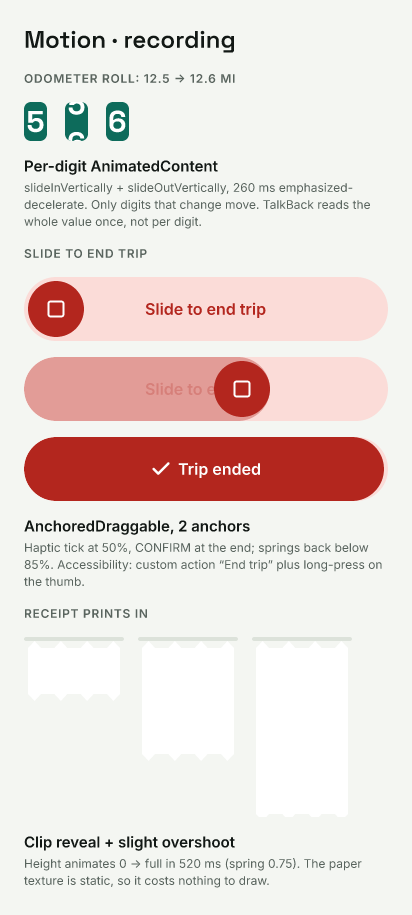 Motion · recording
ODOMETER ROLL: 12.5 → 12.6 MI
5 5 6 6
Per-digit AnimatedContent
slideInVertically + slideOutVertically, 260 ms emphasized-
decelerate. Only digits that change move. TalkBack reads the
whole value once, not per digit.
SLIDE TO END TRIP
Slide to end trip
Slide to e
Trip ended
AnchoredDraggable, 2 anchors
Haptic tick at 50%, CONFIRM at the end; springs back below
85%. Accessibility: custom action “End trip” plus long-press on
the thumb.
RECEIPT PRINTS IN
Clip reveal + slight overshoot
Height animates 0 → full in 520 ms (spring 0.75). The paper
texture is static, so it costs nothing to draw.